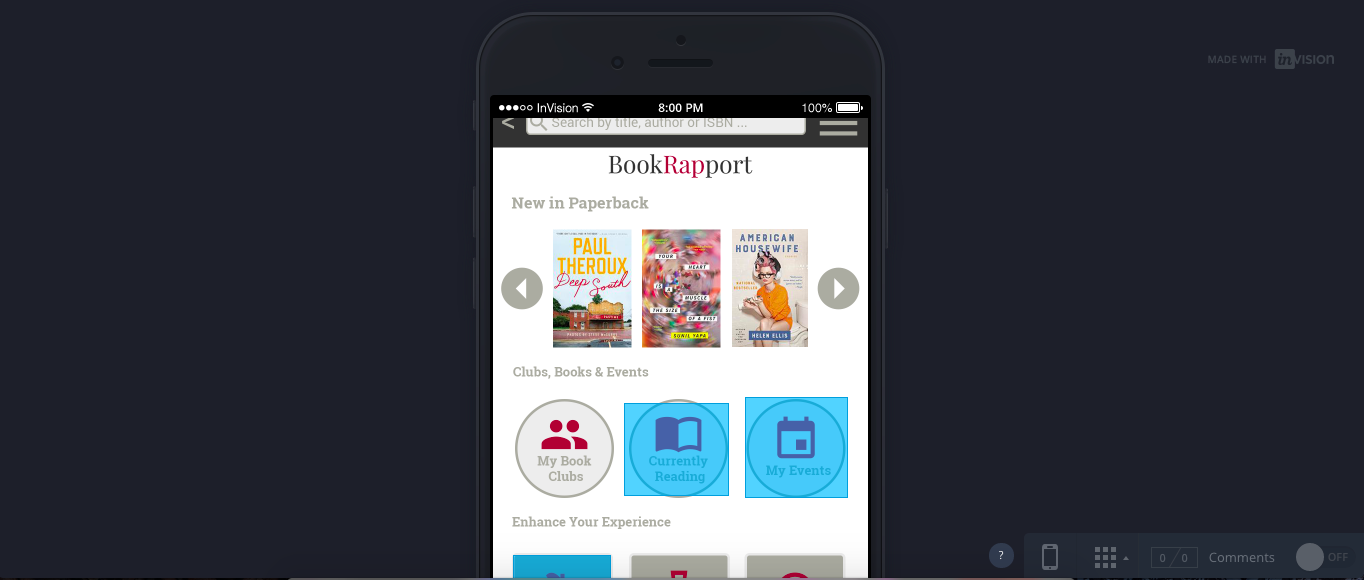 MADE WITH inVISION
InVision 8:00 PM 100%
< Search by title, author or ISBN ...
BookRapport
New in Paperback
PAUL
THEROUX
Deep South
YOUR
HEART
IS A
MUSCLE
THE SIZE
OF A FIST
SUNIL YAPA
AMERICAN
HOUSEWIFE
HELEN ELLIS
Clubs, Books & Events
My Book
Clubs
Currently
Reading
My Events
Enhance Your Experience
? 0 / 0 Comments OFF